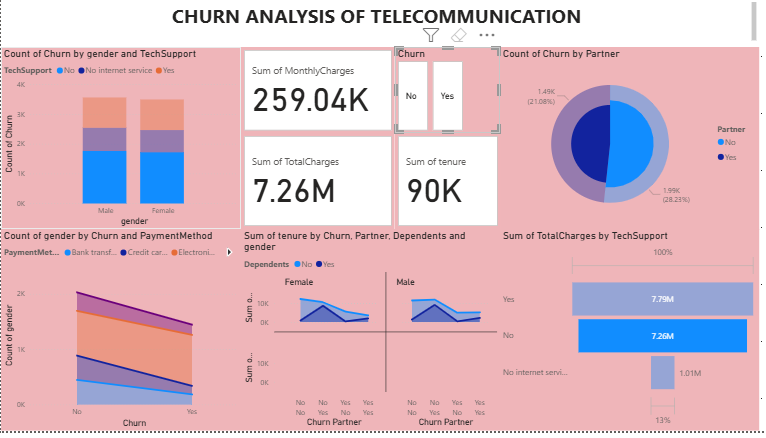 CHURN ANALYSIS OF TELECOMMUNICATION
Count of Churn by gender and TechSupport
TechSupport No No internet service Yes
Count of Churn
4K
3K
2K
1K
0K
Male Female
gender
Sum of MonthlyCharges
259.04K
Churn
No Yes
Sum of TotalCharges
7.26M
Sum of tenure
90K
Count of Churn by Partner
1.49K
(21.08%)
1.99K
(28.23%)
Partner
No
Yes
Count of gender by Churn and PaymentMethod
PaymentMet... Bank transf... Credit car... Electroni...
Count of gender
2K
1K
0K
No Yes
Churn
Sum of tenure by Churn, Partner, Dependents and
gender
Dependents No Yes
Female Male
Sum o...
10K
0K
Sum o...
10K
0K
No No Yes Yes No No Yes Yes
No Yes No Yes No Yes No Yes
Churn Partner Churn Partner
Sum of TotalCharges by TechSupport
100%
Yes 7.79M
No 7.26M
No internet servi... 1.01M
13%